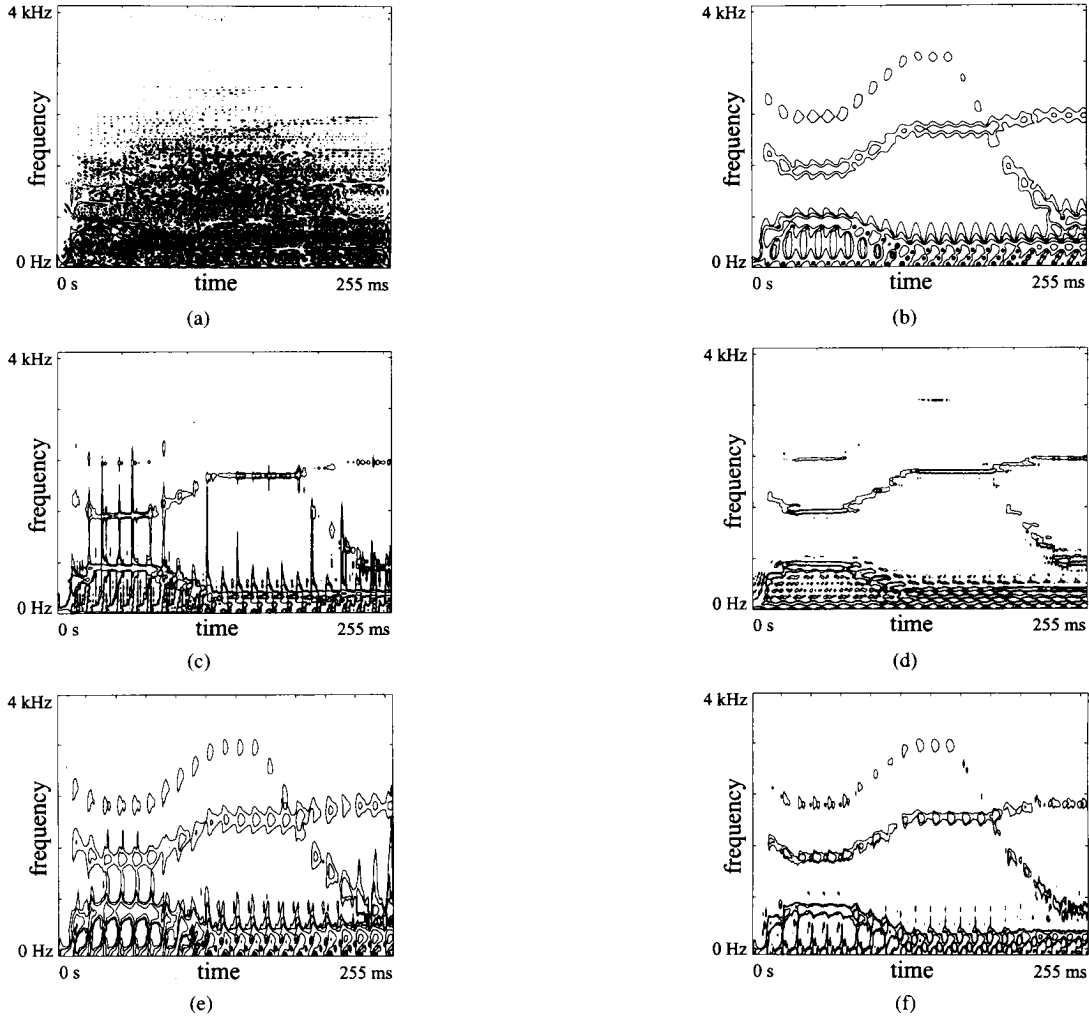 4 kHz
frequency
0 Hz
0 s
time
255 ms
(a)
4 kHz
frequency
0 Hz
0 s
time
255 ms
(b)
4 kHz
frequency
0 Hz
0 s
time
255 ms
(c)
4 kHz
frequency
0 Hz
0 s
time
255 ms
(d)
4 kHz
frequency
0 Hz
0 s
time
255 ms
(e)
4 kHz
frequency
0 Hz
0 s
time
255 ms
(f)